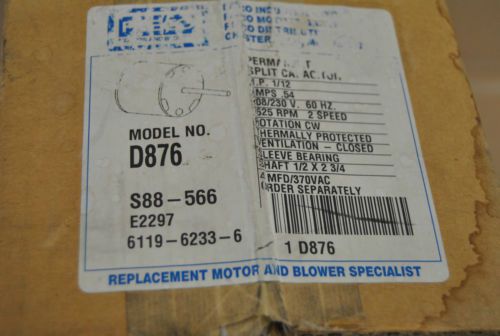 MODEL NO.
D876
S88-566
E2297
6119-6233-6
SPLIT CA. AC.TOR.
H.P. 1/12
AMPS .54
208/230 V. 60 HZ.
1525 RPM 2 SPEED
ROTATION CW
THERMALLY PROTECTED
VENTILATION - CLOSED
SLEEVE BEARING
SHAFT 1/2 X 2 3/4
4 MFD/370VAC
ORDER SEPARATELY
1 D876
REPLACEMENT MOTOR AND BLOWER SPECIALIST